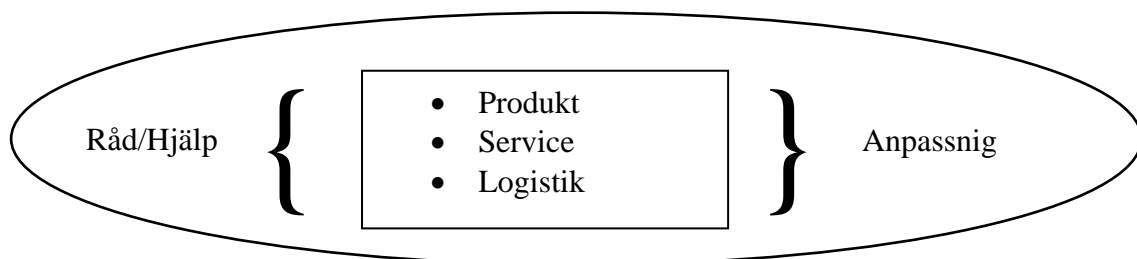 • Produkt
Råd/Hjälp • Service Anpassnig
• Logistik